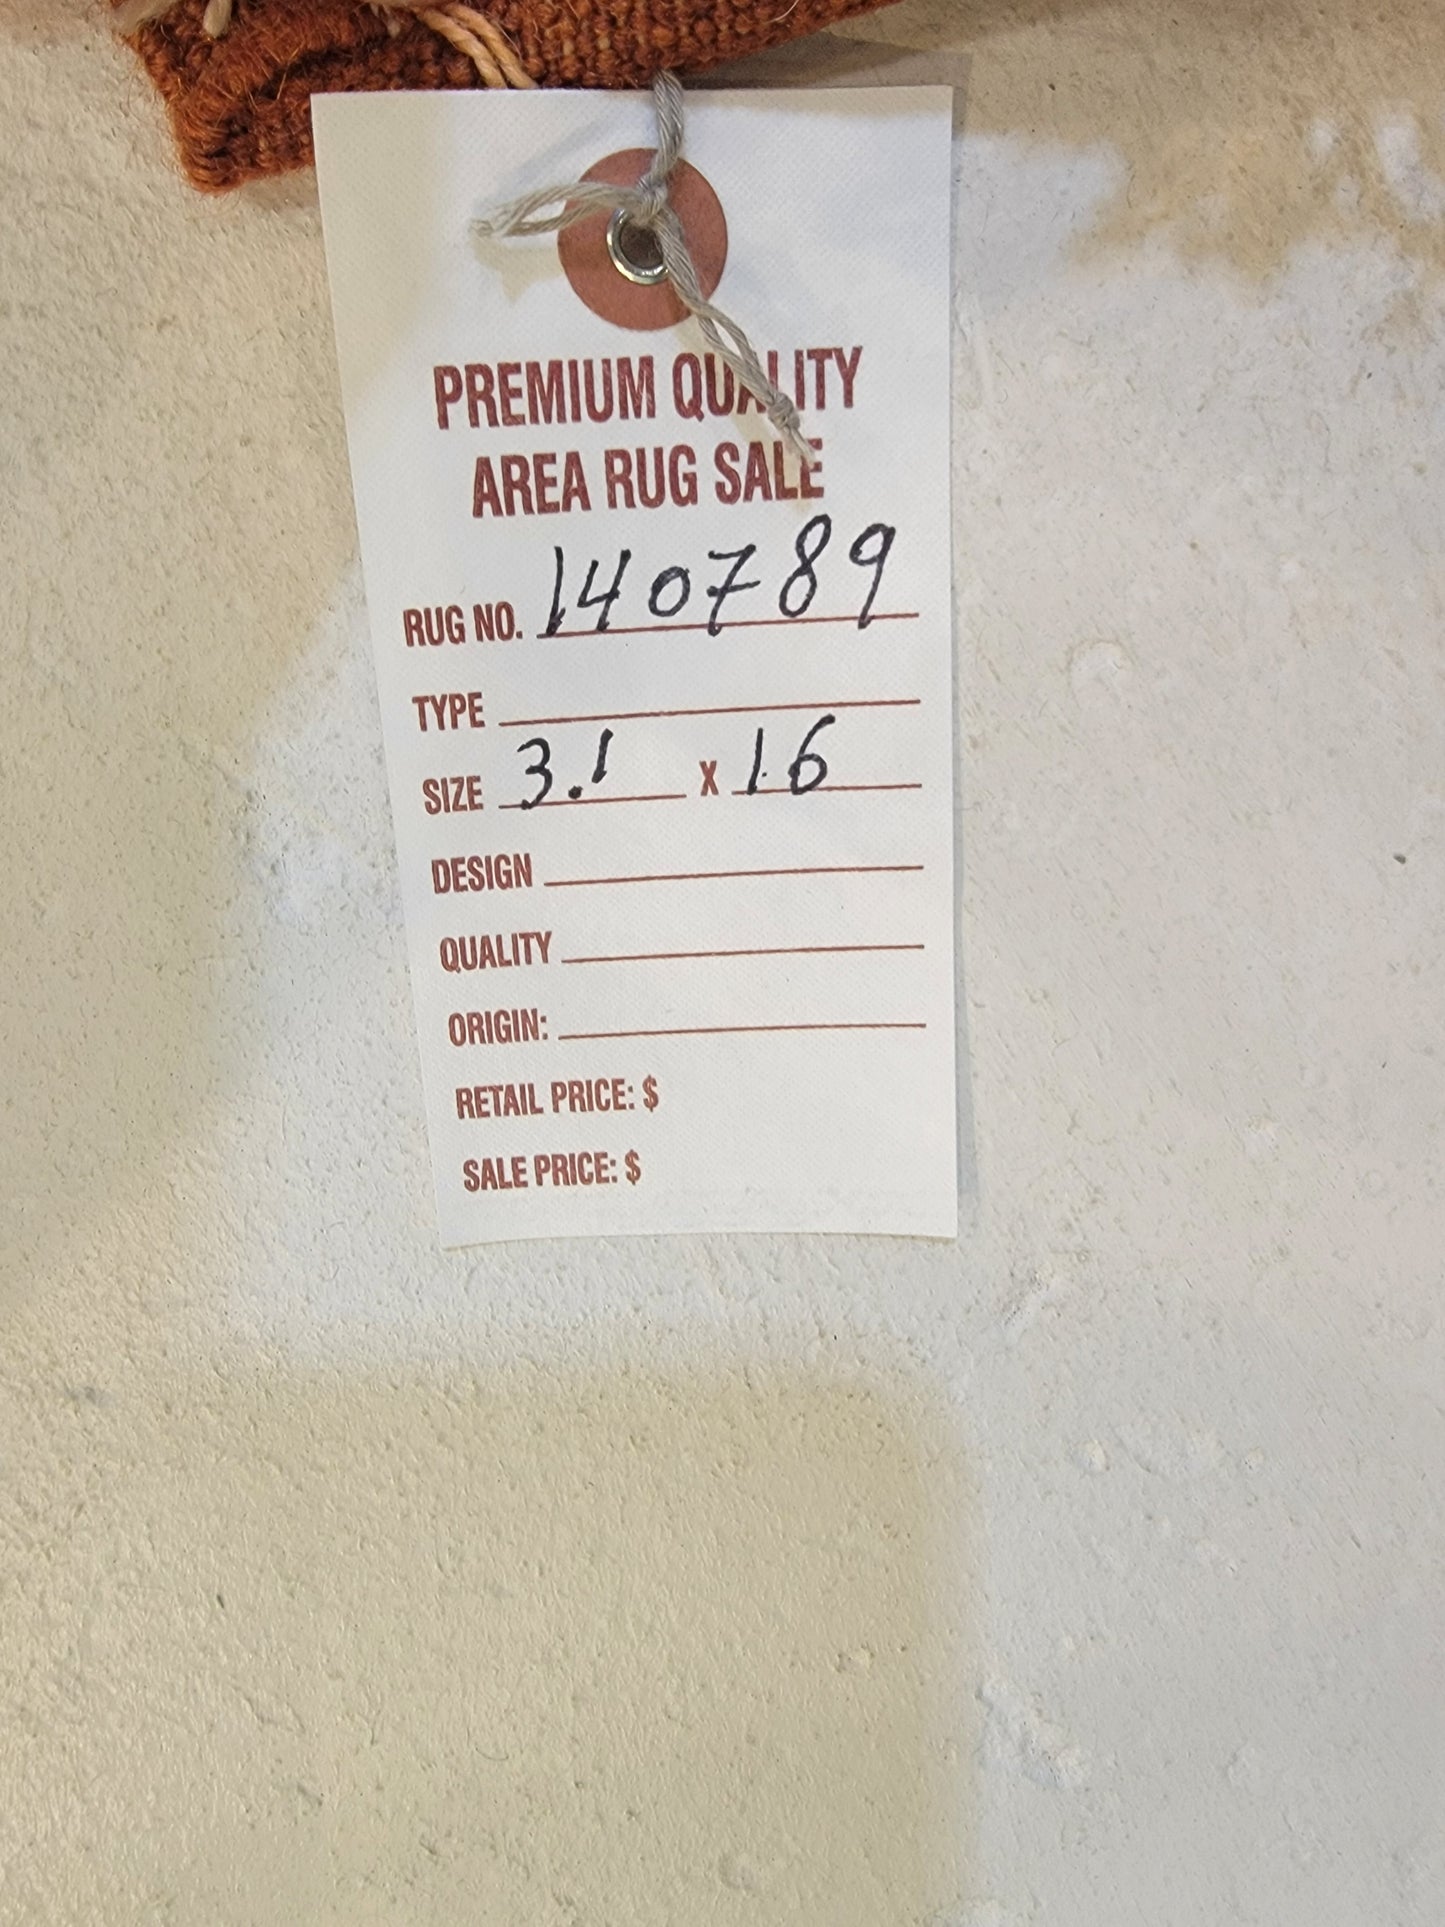 PREMIUM QUALITY
AREA RUG SALE
RUG NO. 140789
TYPE
SIZE 3.1 X 1.6
DESIGN
QUALITY
ORIGIN:
RETAIL PRICE: $
SALE PRICE: $